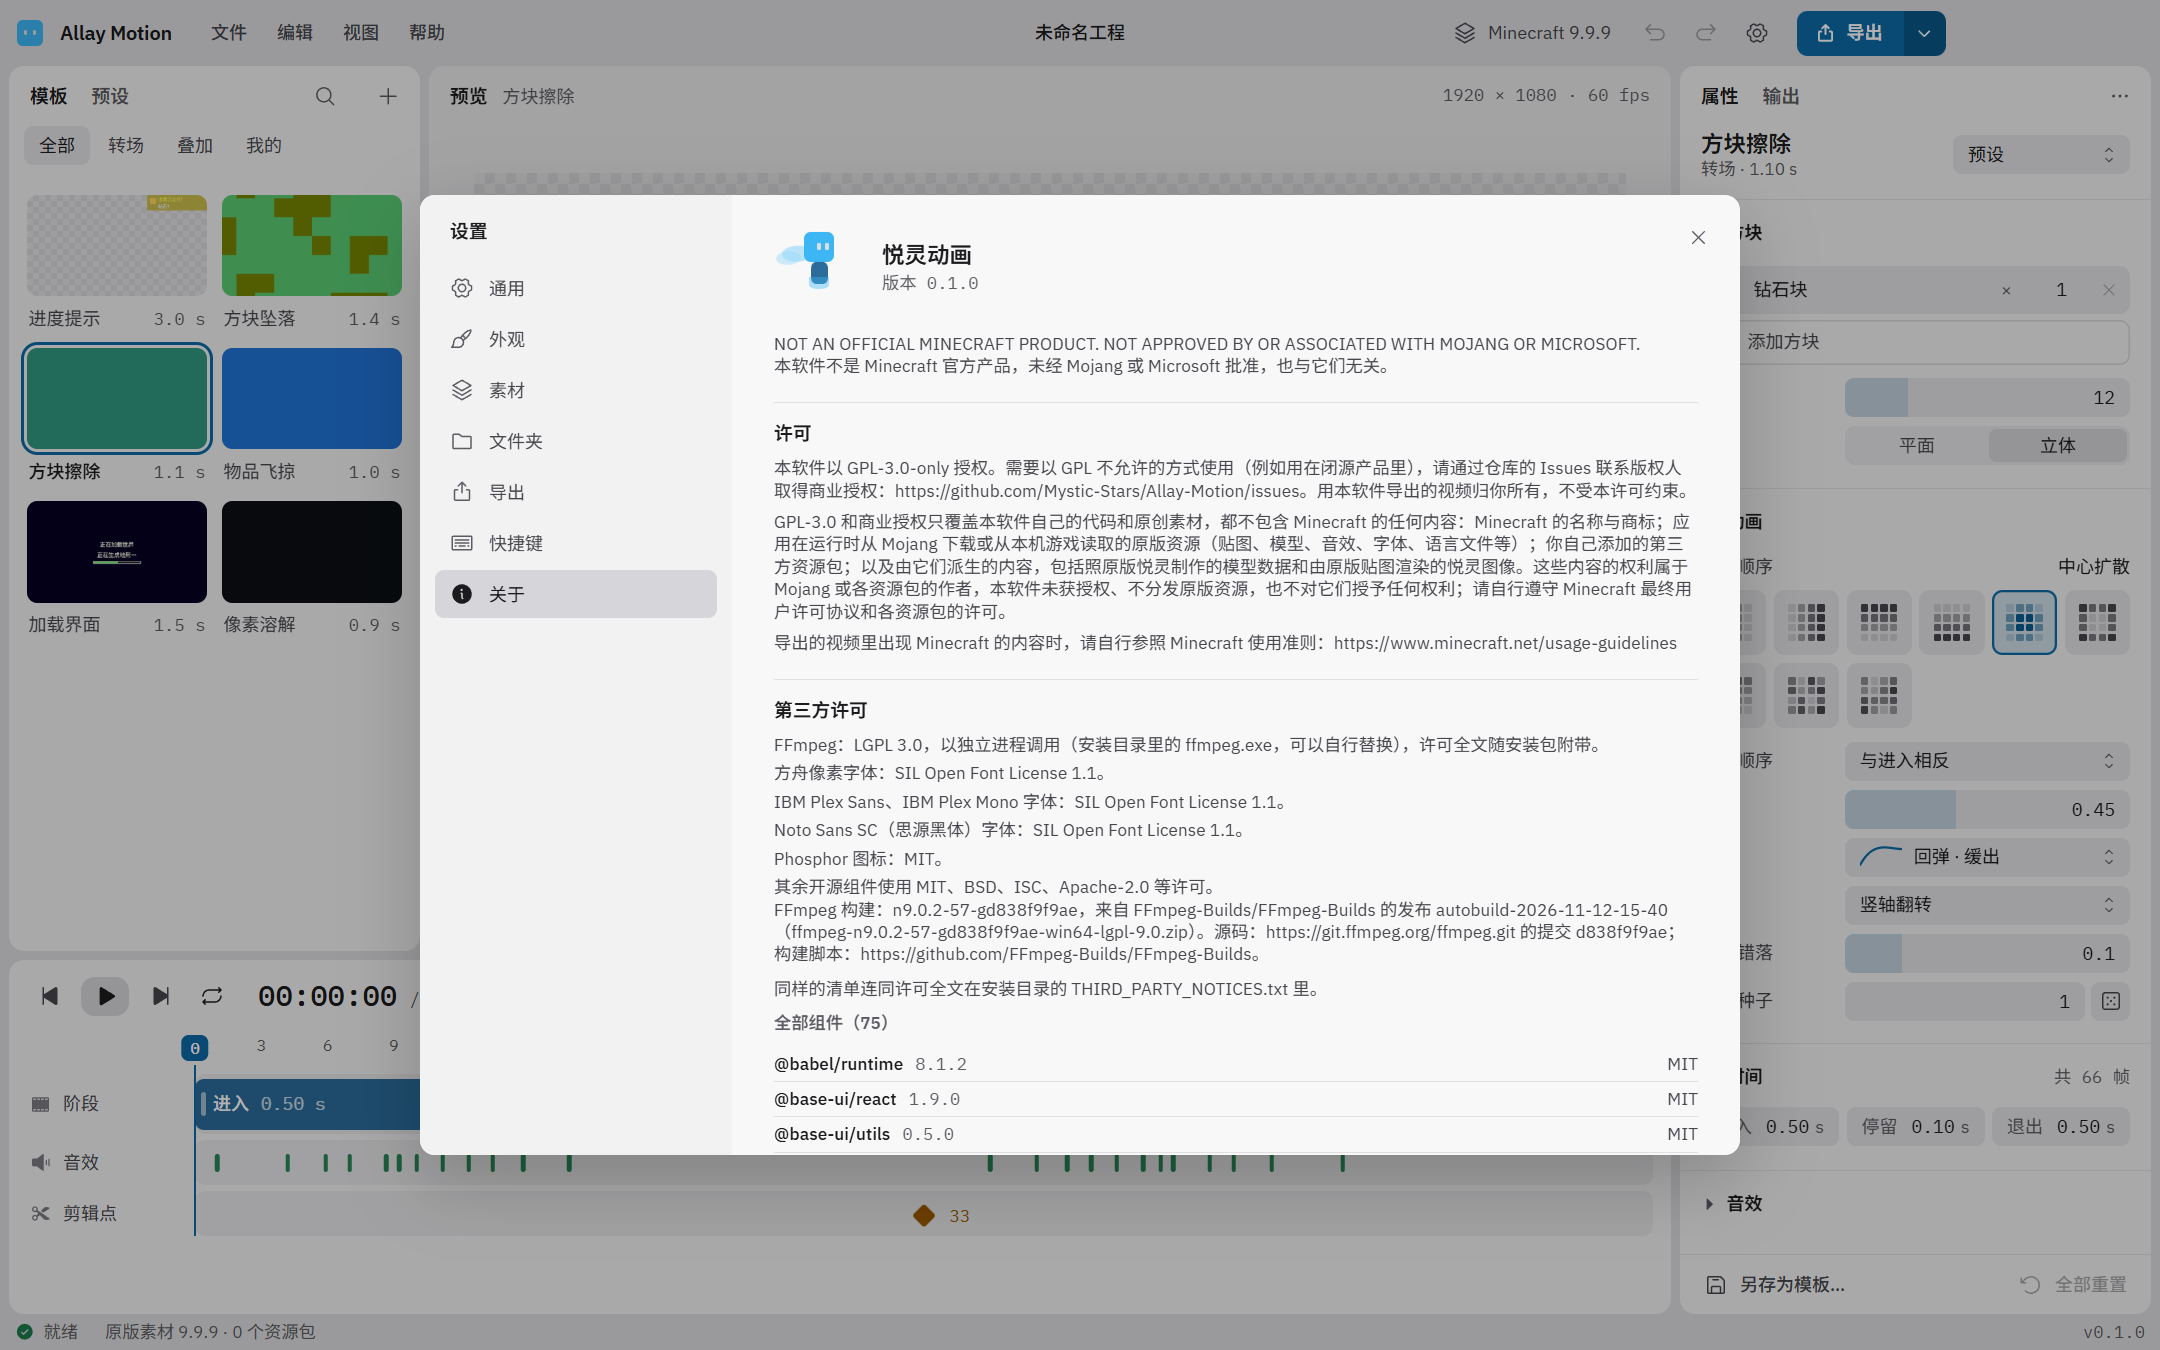 Allay Motion 文件 编辑 视图 帮助
未命名工程
Minecraft 9.9.9
导出
模板 预设
全部 转场 叠加 我的
进度提示 3.0 s
方块坠落 1.4 s
方块擦除 1.1 s
物品飞掠 1.0 s
正在加载世界
正在生成地形…
加载界面 1.5 s
像素溶解 0.9 s
预览 方块擦除
1920 × 1080 · 60 fps
设置
通用
外观
素材
文件夹
导出
快捷键
关于
悦灵动画
版本 0.1.0
NOT AN OFFICIAL MINECRAFT PRODUCT. NOT APPROVED BY OR ASSOCIATED WITH MOJANG OR MICROSOFT.
本软件不是 Minecraft 官方产品，未经 Mojang 或 Microsoft 批准，也与它们无关。
许可
本软件以 GPL-3.0-only 授权。需要以 GPL 不允许的方式使用（例如用在闭源产品里），请通过仓库的 Issues 联系版权人
取得商业授权：https://github.com/Mystic-Stars/Allay-Motion/issues。用本软件导出的视频归你所有，不受本许可约束。
GPL-3.0 和商业授权只覆盖本软件自己的代码和原创素材，都不包含 Minecraft 的任何内容：Minecraft 的名称与商标；应
用在运行时从 Mojang 下载或从本机游戏读取的原版资源（贴图、模型、音效、字体、语言文件等）；你自己添加的第三
方资源包；以及由它们派生的内容，包括照原版悦灵制作的模型数据和由原版贴图渲染的悦灵图像。这些内容的权利属于
Mojang 或各资源包的作者，本软件未获授权、不分发原版资源，也不对它们授予任何权利；请自行遵守 Minecraft 最终用
户许可协议和各资源包的许可。
导出的视频里出现 Minecraft 的内容时，请自行参照 Minecraft 使用准则：https://www.minecraft.net/usage-guidelines
第三方许可
FFmpeg：LGPL 3.0，以独立进程调用（安装目录里的 ffmpeg.exe，可以自行替换），许可全文随安装包附带。
方舟像素字体：SIL Open Font License 1.1。
IBM Plex Sans、IBM Plex Mono 字体：SIL Open Font License 1.1。
Noto Sans SC（思源黑体）字体：SIL Open Font License 1.1。
Phosphor 图标：MIT。
其余开源组件使用 MIT、BSD、ISC、Apache-2.0 等许可。
FFmpeg 构建：n9.0.2-57-gd838f9f9ae，来自 FFmpeg-Builds/FFmpeg-Builds 的发布 autobuild-2026-11-12-15-40
（ffmpeg-n9.0.2-57-gd838f9f9ae-win64-lgpl-9.0.zip）。源码：https://git.ffmpeg.org/ffmpeg.git 的提交 d838f9f9ae；
构建脚本：https://github.com/FFmpeg-Builds/FFmpeg-Builds。
同样的清单连同许可全文在安装目录的 THIRD_PARTY_NOTICES.txt 里。
全部组件（75）
@babel/runtime 8.1.2 MIT
@base-ui/react 1.9.0 MIT
@base-ui/utils 0.5.0 MIT
属性 输出
方块擦除
转场 · 1.10 s
预设
块
钻石块 × 1
添加方块
12
平面 立体
画
顺序 中心扩散
顺序 与进入相反
0.45
回弹 · 缓出
竖轴翻转
错落 0.1
种子 1
间 共 66 帧
入 0.50 s 停留 0.10 s 退出 0.50 s
音效
另存为模板... 全部重置
00:00:00 /
0 3 6 9
阶段 进入 0.50 s
音效
剪辑点 33
就绪 原版素材 9.9.9 · 0 个资源包
v0.1.0